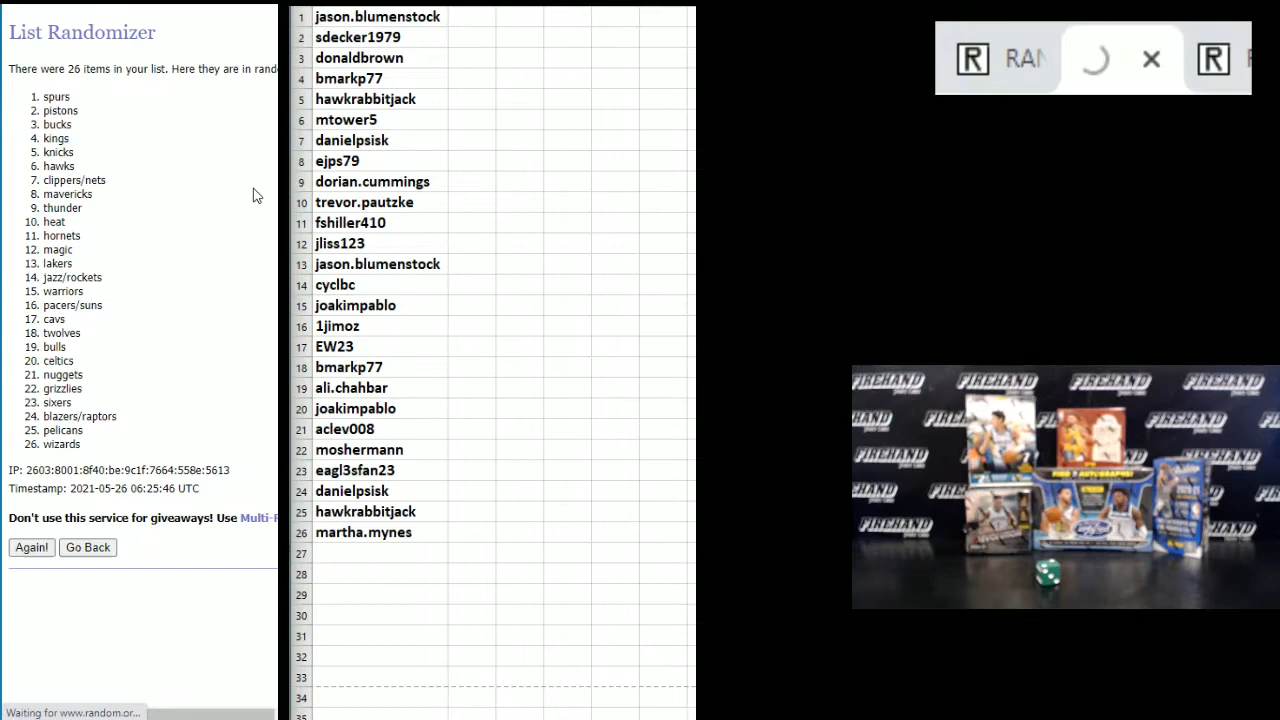 List Randomizer
There were 26 items in your list. Here they are in rand
1. spurs
2. pistons
3. bucks
4. kings
5. knicks
6. hawks
7. clippers/nets
8. mavericks
9. thunder
10. heat
11. hornets
12. magic
13. lakers
14. jazz/rockets
15. warriors
16. pacers/suns
17. cavs
18. twolves
19. bulls
20. celtics
21. nuggets
22. grizzlies
23. sixers
24. blazers/raptors
25. pelicans
26. wizards
IP: 2603:8001:8f40:be:9c1f:7664:558e:5613
Timestamp: 2021-05-26 06:25:46 UTC
Don't use this service for giveaways! Use Multi-R
Again! Go Back
Waiting for www.random.or...
1 jason.blumenstock
2 sdecker1979
3 donaldbrown
4 bmarkp77
5 hawkrabbitjack
6 mtower5
7 danielpsisk
8 ejps79
9 dorian.cummings
10 trevor.pautzke
11 fshiller410
12 jliss123
13 jason.blumenstock
14 cyclbc
15 joakimpablo
16 1jimoz
17 EW23
18 bmarkp77
19 ali.chahbar
20 joakimpablo
21 aclev008
22 moshermann
23 eagl3sfan23
24 danielpsisk
25 hawkrabbitjack
26 martha.mynes
27
28
29
30
31
32
33
34
35
R RAN R
FIREHAND FIREHAND FIREHAND FIREHAND